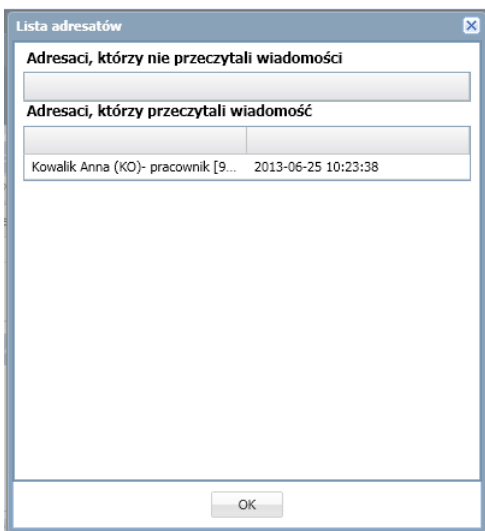 Lista adresatów
Adresaci, którzy nie przeczytali wiadomości
Adresaci, którzy przeczytali wiadomość
Kowalik Anna (KO)- pracownik [9... 2013-06-25 10:23:38
OK